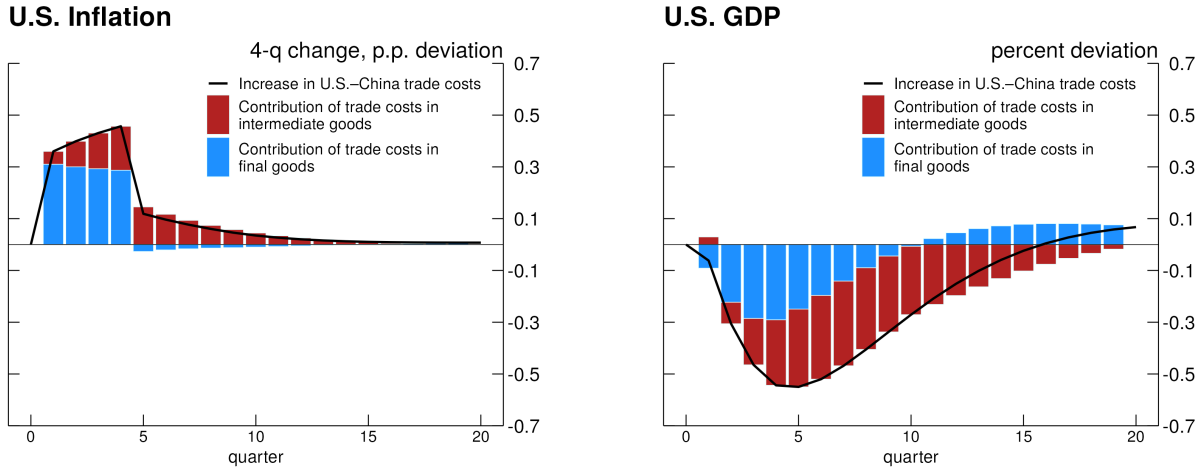 U.S. Inflation
4-q change, p.p. deviation
Increase in U.S.–China trade costs
Contribution of trade costs in
intermediate goods
Contribution of trade costs in
final goods
0.7
0.5
0.3
0.1
-0.1
-0.3
-0.5
-0.7
0 5 10 15 20
quarter
U.S. GDP
percent deviation
Increase in U.S.–China trade costs
Contribution of trade costs in
intermediate goods
Contribution of trade costs in
final goods
0.7
0.5
0.3
0.1
-0.1
-0.3
-0.5
-0.7
0 5 10 15 20
quarter